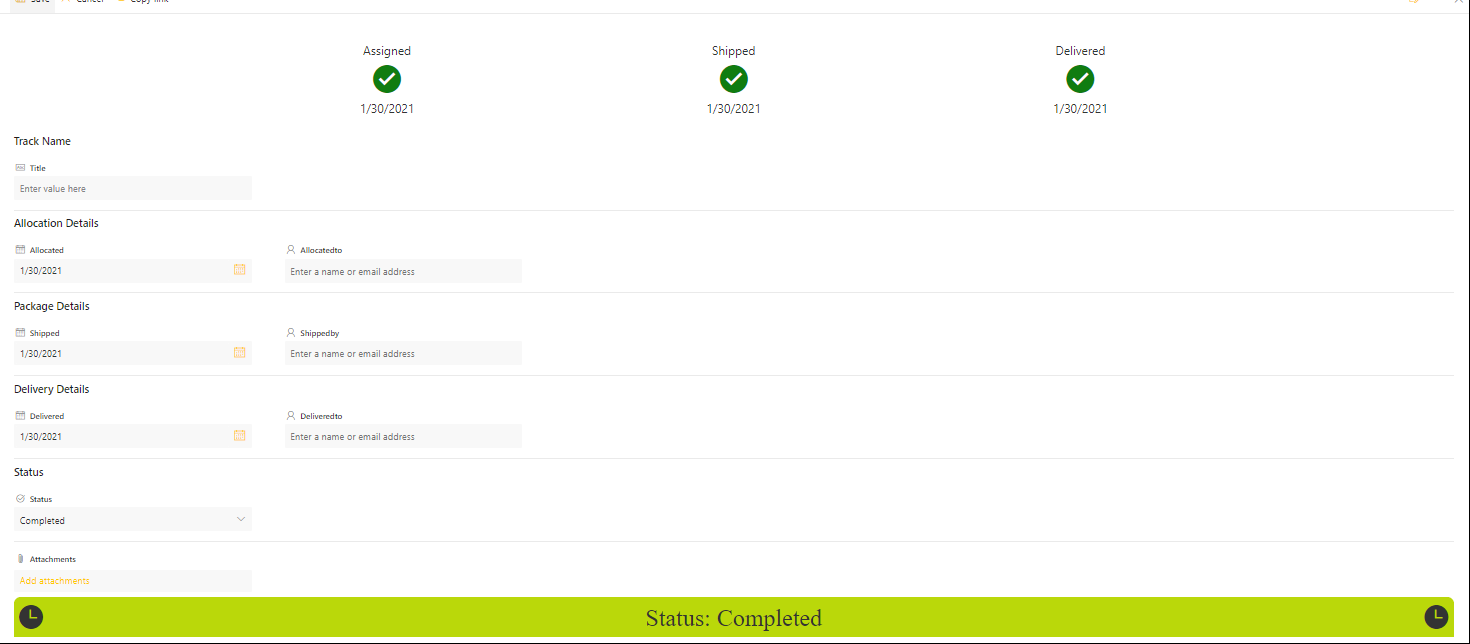 Save Cancel Copy link
Assigned Shipped Delivered
1/30/2021 1/30/2021 1/30/2021
Track Name
Title
Enter value here
Allocation Details
Allocated Allocatedto
1/30/2021 Enter a name or email address
Package Details
Shipped Shippedby
1/30/2021 Enter a name or email address
Delivery Details
Delivered Deliveredto
1/30/2021 Enter a name or email address
Status
Status
Completed
Attachments
Add attachments
Status: Completed